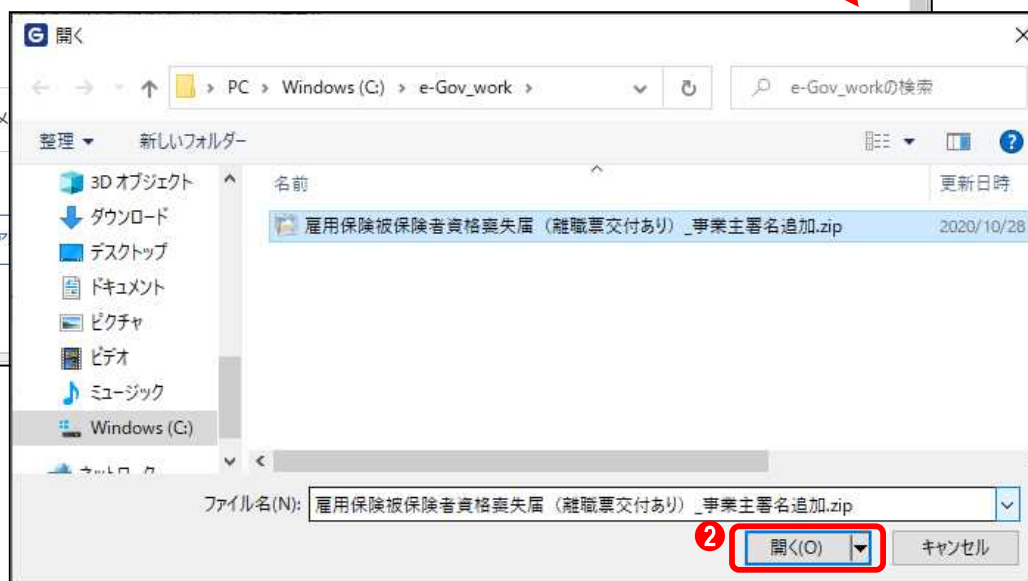 開く
PC > Windows (C:) > e-Gov_work >
e-Gov_workの検索
整理
新しいフォルダー
名前
更新日時
3D オブジェクト
ダウンロード
デスクトップ
ドキュメント
ピクチャ
ビデオ
ミュージック
Windows (C:)
ネットワーク
雇用保険被保険者資格喪失届（離職票交付あり）_事業主署名追加.zip
2020/10/28
ファイル名(N):
雇用保険被保険者資格喪失届（離職票交付あり）_事業主署名追加.zip
2
開く(O)
キャンセル